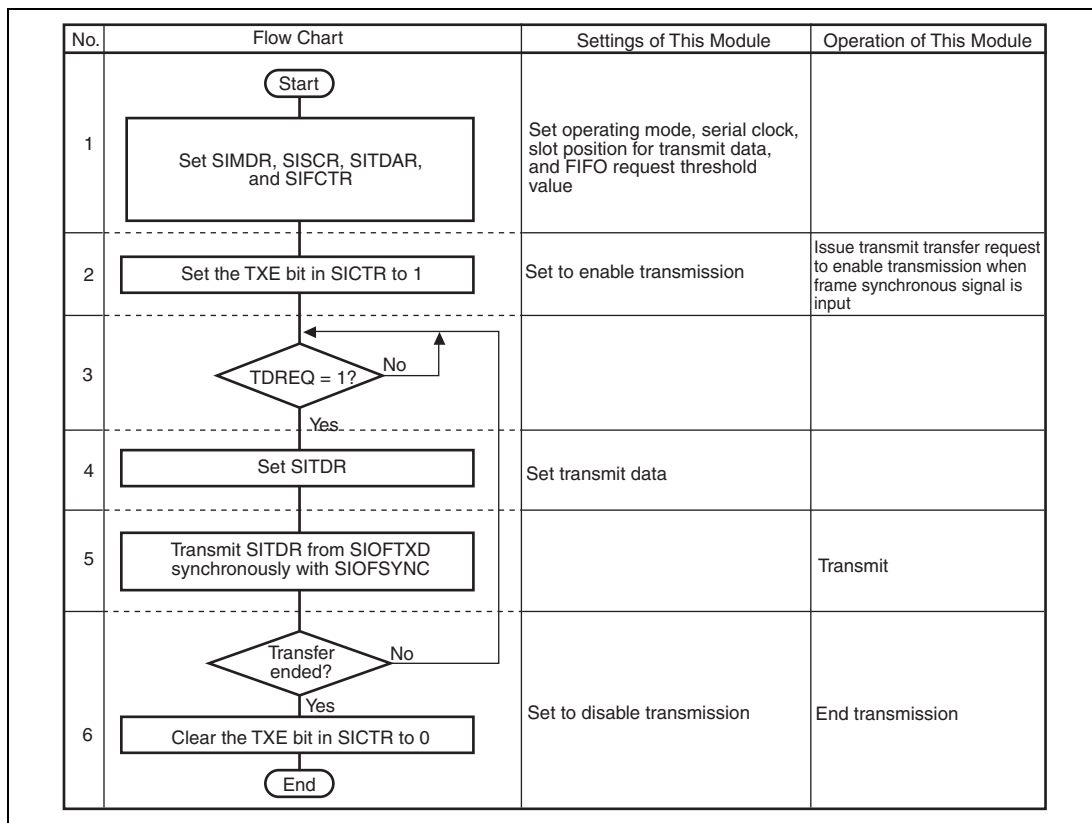 No. Flow Chart Settings of This Module Operation of This Module
Start
1
Set SIMDR, SISCR, SITDAR,
and SIFCTR
Set operating mode, serial clock,
slot position for transmit data,
and FIFO request threshold
value
2
Set the TXE bit in SICTR to 1
Set to enable transmission
Issue transmit transfer request
to enable transmission when
frame synchronous signal is
input
3
TDREQ = 1?
No
Yes
4
Set SITDR
Set transmit data
5
Transmit SITDR from SIOFTXD
synchronously with SIOFSYNC
Transmit
Transfer
ended?
No
Yes
6
Clear the TXE bit in SICTR to 0
Set to disable transmission
End transmission
End